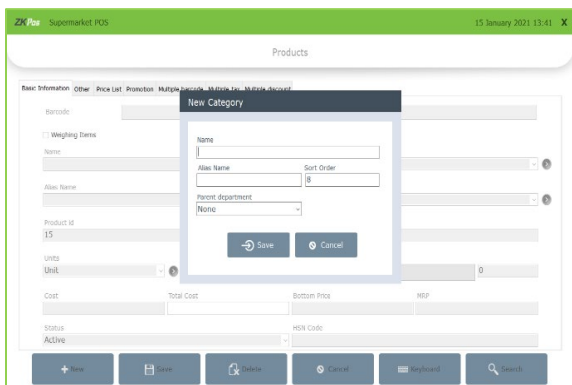 ZKPos Supermarket POS 15 January 2021 13:41 X
Products
Basic Information Other Price List Promotion Multiple barcode Multiple tax Multiple discount
New Category
Barcode
Weighing Items
Name
Name
Alias Name Sort Order
8
Alias Name
Parent department
None
Product id
15
Save Cancel
Units
Unit 0
Cost Total Cost Bottom Price MRP
Status HSN Code
Active
New Save Delete Cancel Keyboard Search